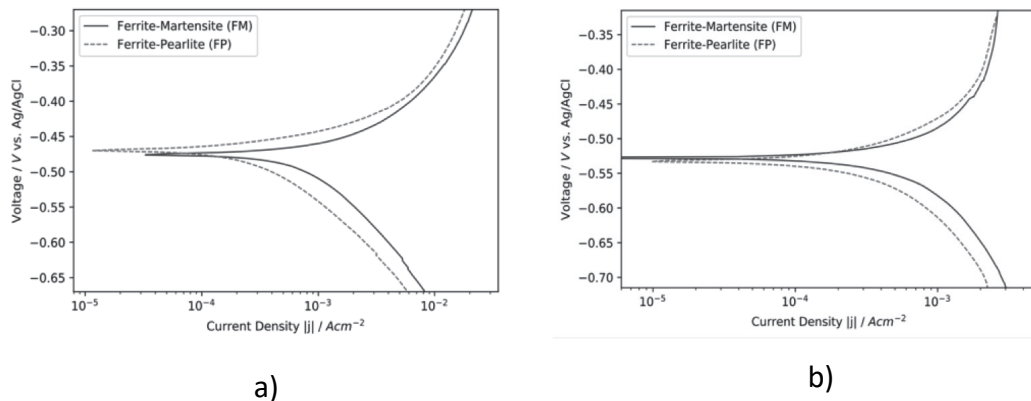 Ferrite-Martensite (FM)
Ferrite-Pearlite (FP)
Voltage / V vs. Ag/AgCl
−0.30
−0.35
−0.40
−0.45
−0.50
−0.55
−0.60
−0.65
10⁻⁵
10⁻⁴
10⁻³
10⁻²
Current Density |j| / Acm⁻²
a)
Ferrite-Martensite (FM)
Ferrite-Pearlite (FP)
Voltage / V vs. Ag/AgCl
−0.35
−0.40
−0.45
−0.50
−0.55
−0.60
−0.65
−0.70
10⁻⁵
10⁻⁴
10⁻³
Current Density |j| / Acm⁻²
b)